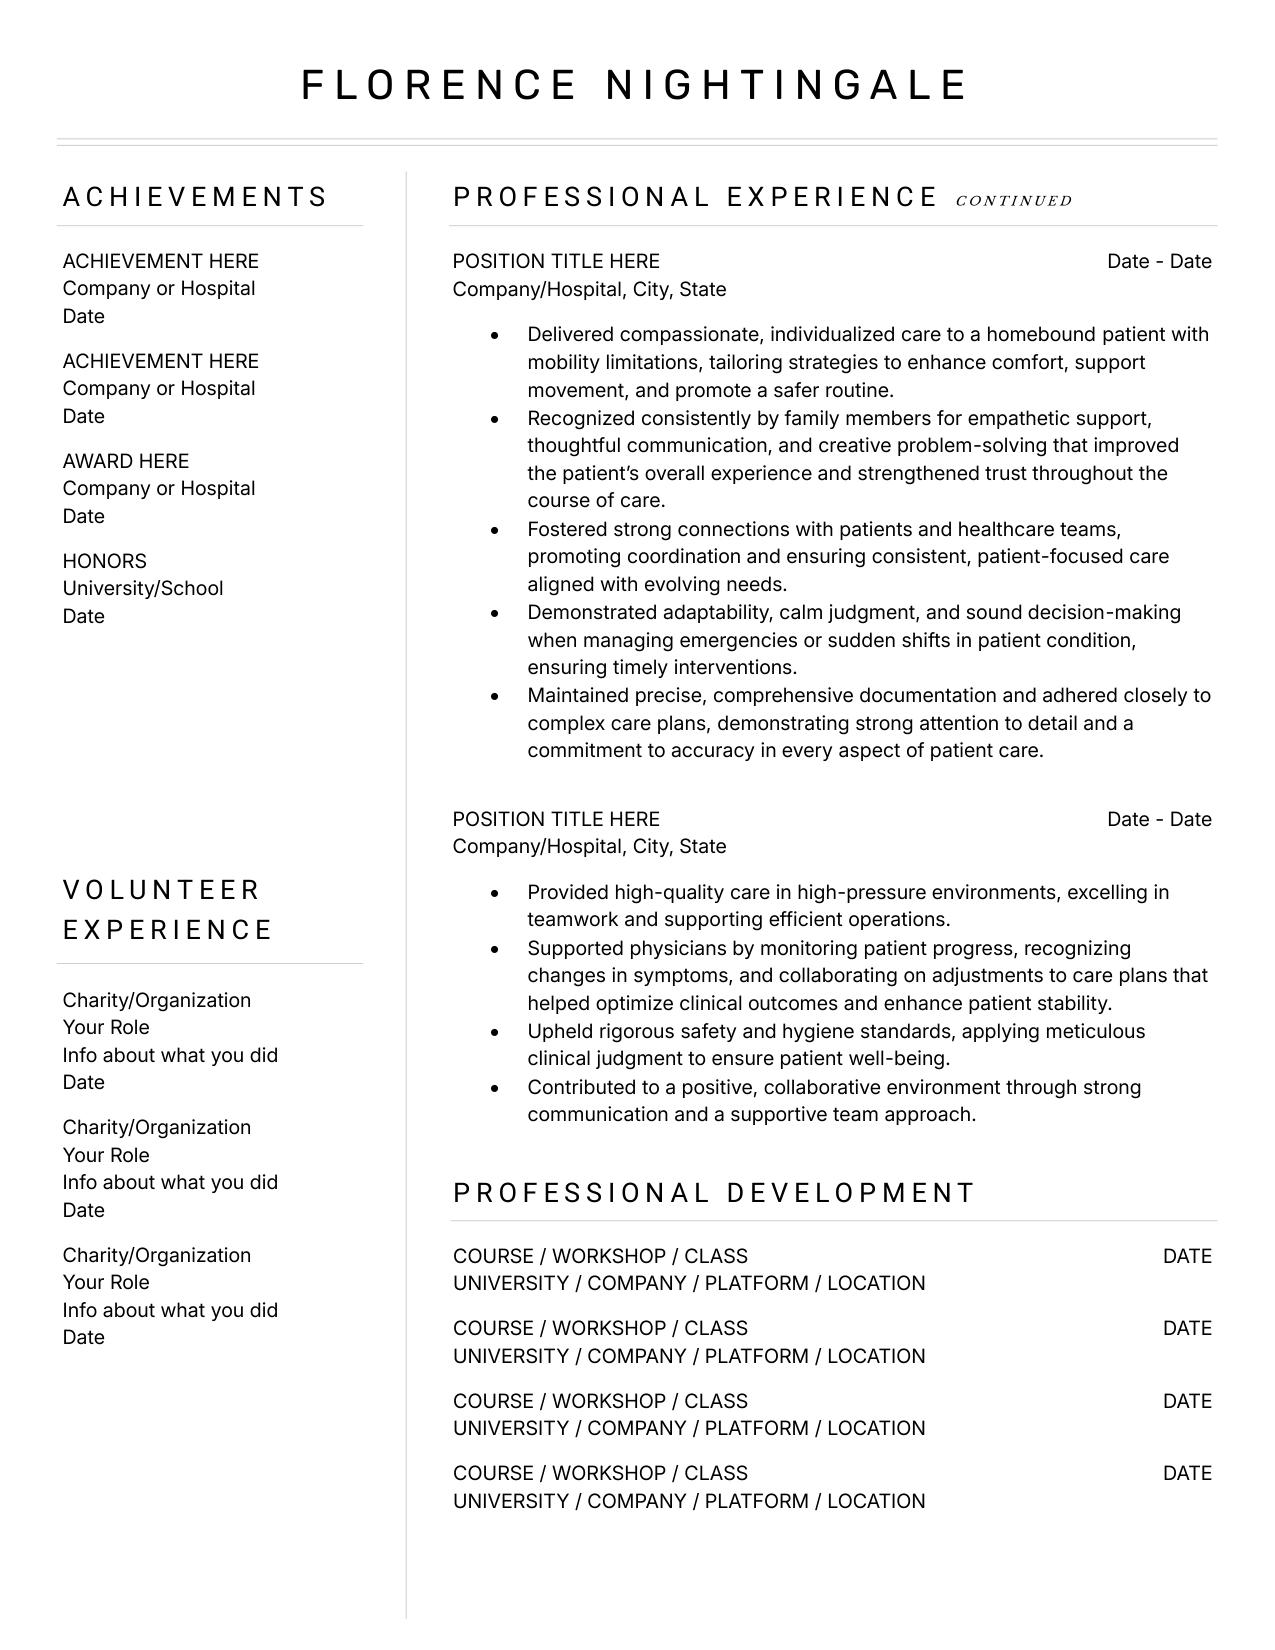 FLORENCE NIGHTINGALE
ACHIEVEMENTS
ACHIEVEMENT HERE
Company or Hospital
Date
ACHIEVEMENT HERE
Company or Hospital
Date
AWARD HERE
Company or Hospital
Date
HONORS
University/School
Date
VOLUNTEER
EXPERIENCE
Charity/Organization
Your Role
Info about what you did
Date
Charity/Organization
Your Role
Info about what you did
Date
Charity/Organization
Your Role
Info about what you did
Date
PROFESSIONAL EXPERIENCE CONTINUED
POSITION TITLE HERE Date - Date
Company/Hospital, City, State
• Delivered compassionate, individualized care to a homebound patient with
mobility limitations, tailoring strategies to enhance comfort, support
movement, and promote a safer routine.
• Recognized consistently by family members for empathetic support,
thoughtful communication, and creative problem-solving that improved
the patient’s overall experience and strengthened trust throughout the
course of care.
• Fostered strong connections with patients and healthcare teams,
promoting coordination and ensuring consistent, patient-focused care
aligned with evolving needs.
• Demonstrated adaptability, calm judgment, and sound decision-making
when managing emergencies or sudden shifts in patient condition,
ensuring timely interventions.
• Maintained precise, comprehensive documentation and adhered closely to
complex care plans, demonstrating strong attention to detail and a
commitment to accuracy in every aspect of patient care.
POSITION TITLE HERE Date - Date
Company/Hospital, City, State
• Provided high-quality care in high-pressure environments, excelling in
teamwork and supporting efficient operations.
• Supported physicians by monitoring patient progress, recognizing
changes in symptoms, and collaborating on adjustments to care plans that
helped optimize clinical outcomes and enhance patient stability.
• Upheld rigorous safety and hygiene standards, applying meticulous
clinical judgment to ensure patient well-being.
• Contributed to a positive, collaborative environment through strong
communication and a supportive team approach.
PROFESSIONAL DEVELOPMENT
COURSE / WORKSHOP / CLASS DATE
UNIVERSITY / COMPANY / PLATFORM / LOCATION
COURSE / WORKSHOP / CLASS DATE
UNIVERSITY / COMPANY / PLATFORM / LOCATION
COURSE / WORKSHOP / CLASS DATE
UNIVERSITY / COMPANY / PLATFORM / LOCATION
COURSE / WORKSHOP / CLASS DATE
UNIVERSITY / COMPANY / PLATFORM / LOCATION